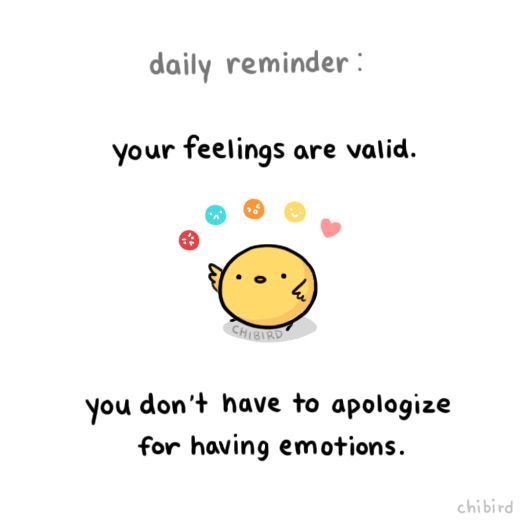 daily reminder:
your feelings are valid.
CHIBIRD
you don't have to apologize
for having emotions.
chibird